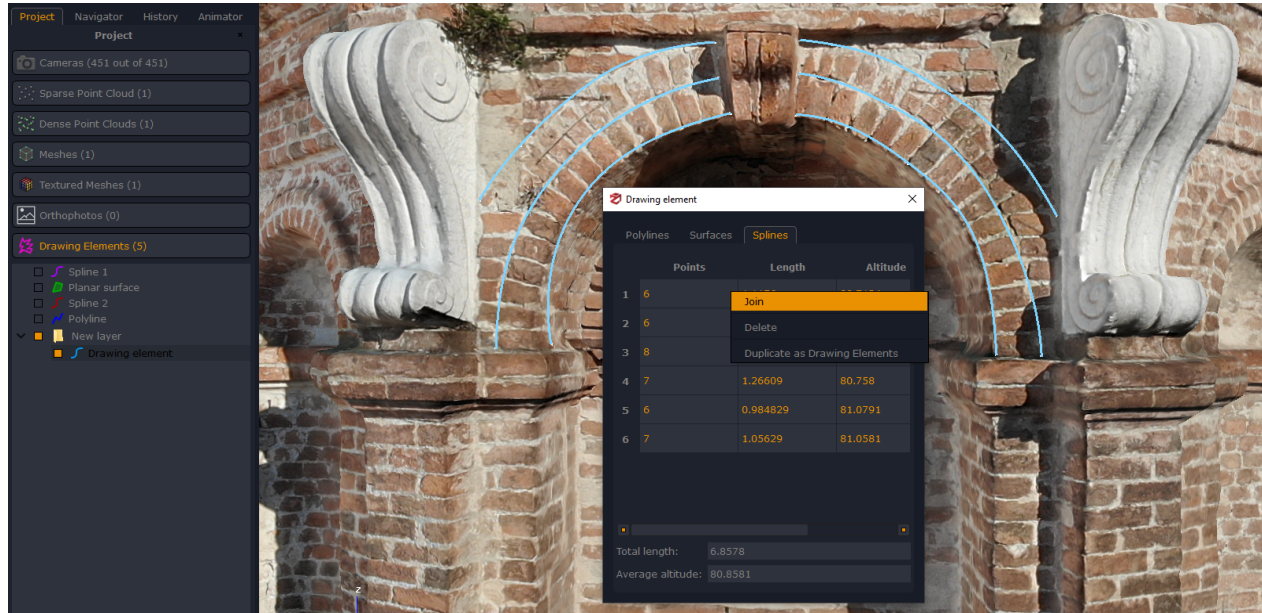 Project Navigator History Animator
Project ×
Cameras (451 out of 451)
Sparse Point Cloud (1)
Dense Point Clouds (1)
Meshes (1)
Textured Meshes (1)
Orthophotos (0)
Drawing Elements (5)
Spline 1
Planar surface
Spline 2
Polyline
New layer
Drawing element
Drawing element
Polylines Surfaces Splines
Points Length Altitude
1 6
2 6
3 8
Join
Delete
Duplicate as Drawing Elements
4 7 1.26609 80.758
5 6 0.984829 81.0791
6 7 1.05629 81.0581
Total length: 6.8578
Average altitude: 80.8581
z